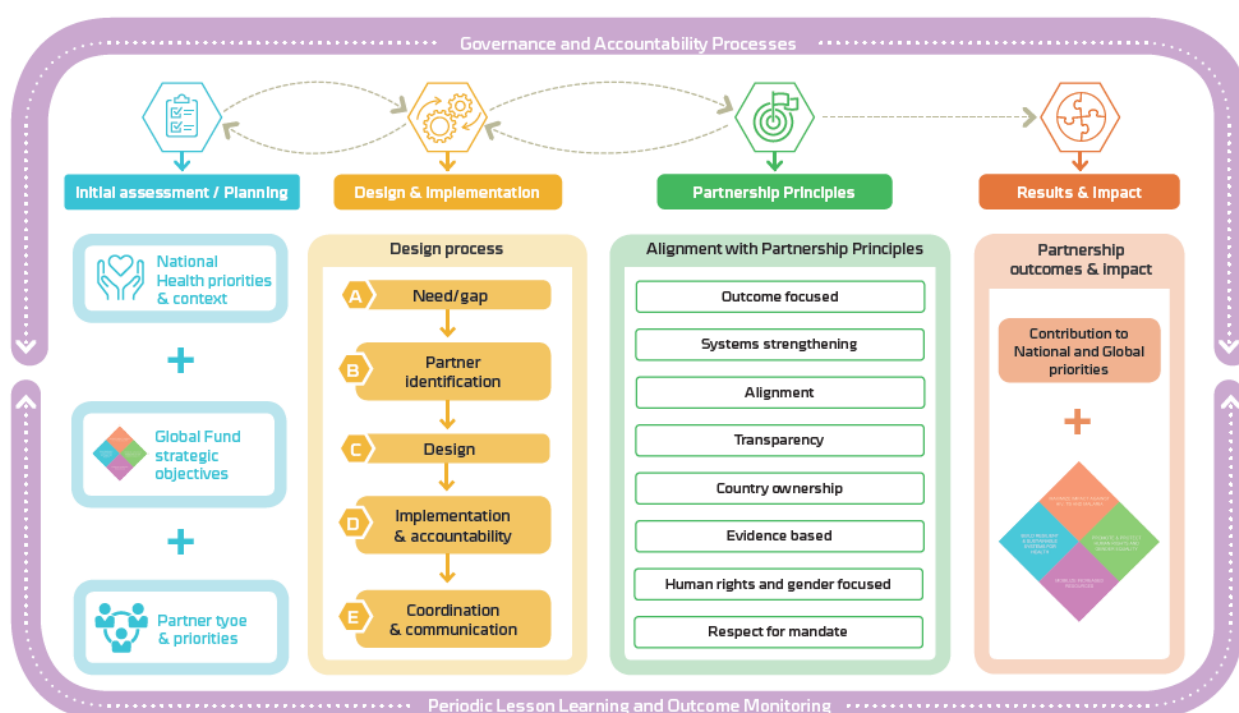 Governance and Accountability Processes
Initial assessment / Planning
Design & Implementation
Partnership Principles
Results & Impact
National
Health priorities
& context
+
Global Fund
strategic
objectives
+
Partner type
& priorities
Design process
A
Need/gap
B
Partner
identification
C
Design
D
Implementation
& accountability
E
Coordination
& communication
Alignment with Partnership Principles
Outcome focused
Systems strengthening
Alignment
Transparency
Country ownership
Evidence based
Human rights and gender focused
Respect for mandate
Partnership
outcomes & impact
Contribution to
National and Global
priorities
+
Periodic Lesson Learning and Outcome Monitoring